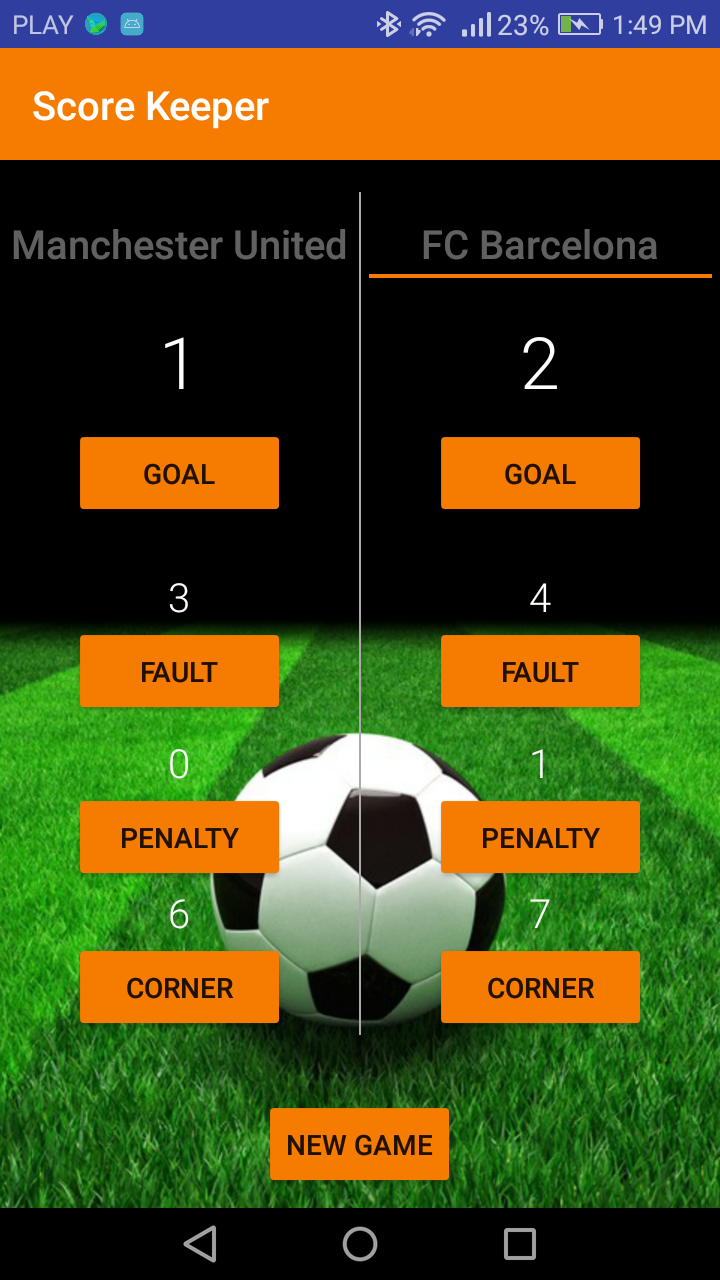 PLAY 23% 1:49 PM
Score Keeper
Manchester United FC Barcelona
1 2
GOAL GOAL
3 4
FAULT FAULT
0 1
PENALTY PENALTY
6 7
CORNER CORNER
NEW GAME